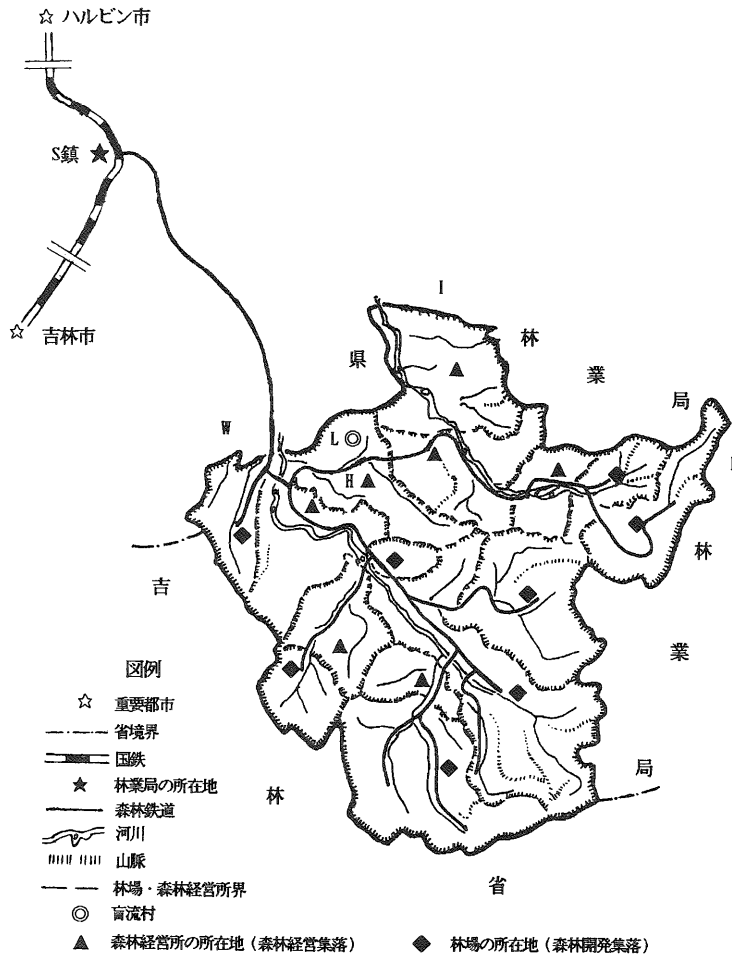 ハルビン市
S鎮
吉林市
I
林
業
局
県
W
L
H
林
業
局
吉
林
省
図例
重要都市
省境界
国鉄
林業局の所在地
森林鉄道
河川
山脈
林場・森林経営所界
盲流村
森林経営所の所在地(森林経営集落)
林場の所在地(森林開発集落)